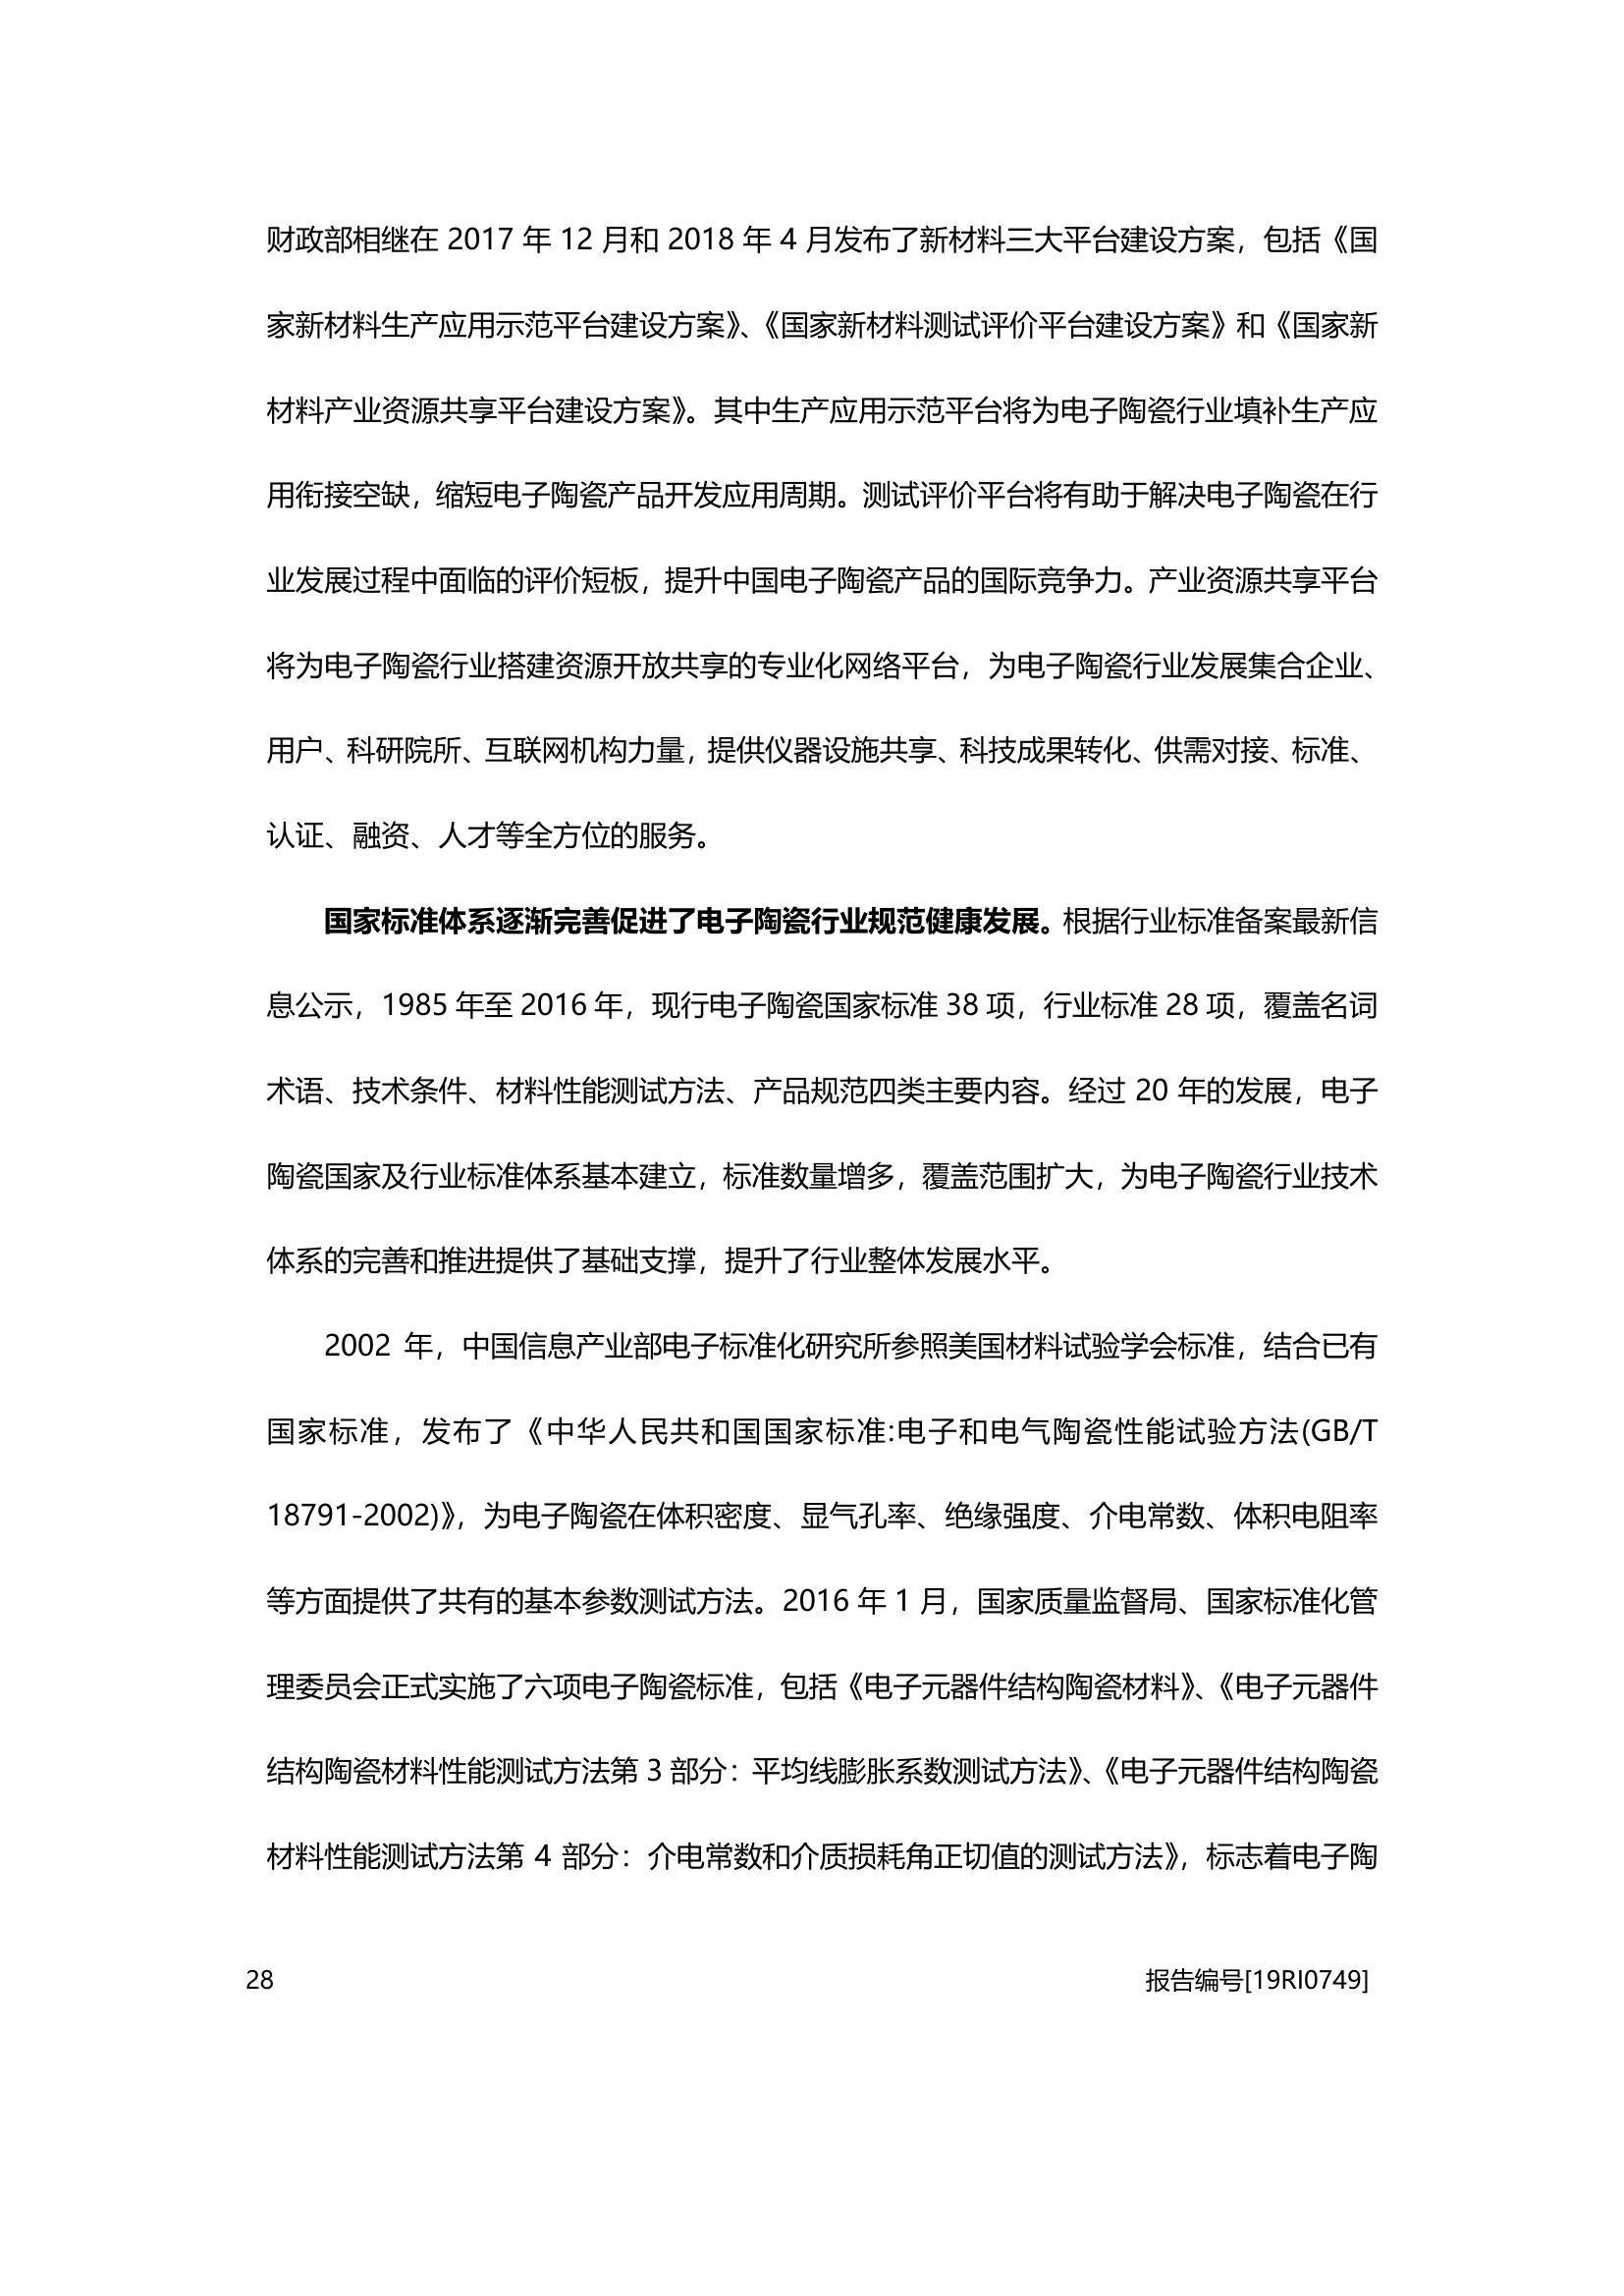 财政部相继在 2017 年 12 月和 2018 年 4 月发布了新材料三大平台建设方案，包括《国
家新材料生产应用示范平台建设方案》、《国家新材料测试评价平台建设方案》和《国家新
材料产业资源共享平台建设方案》。其中生产应用示范平台将为电子陶瓷行业填补生产应
用衔接空缺，缩短电子陶瓷产品开发应用周期。测试评价平台将有助于解决电子陶瓷在行
业发展过程中面临的评价短板，提升中国电子陶瓷产品的国际竞争力。产业资源共享平台
将为电子陶瓷行业搭建资源开放共享的专业化网络平台，为电子陶瓷行业发展集合企业、
用户、科研院所、互联网机构力量，提供仪器设施共享、科技成果转化、供需对接、标准、
认证、融资、人才等全方位的服务。
国家标准体系逐渐完善促进了电子陶瓷行业规范健康发展。根据行业标准备案最新信
息公示，1985 年至 2016 年，现行电子陶瓷国家标准 38 项，行业标准 28 项，覆盖名词
术语、技术条件、材料性能测试方法、产品规范四类主要内容。经过 20 年的发展，电子
陶瓷国家及行业标准体系基本建立，标准数量增多，覆盖范围扩大，为电子陶瓷行业技术
体系的完善和推进提供了基础支撑，提升了行业整体发展水平。
2002 年，中国信息产业部电子标准化研究所参照美国材料试验学会标准，结合已有
国家标准，发布了《中华人民共和国国家标准:电子和电气陶瓷性能试验方法(GB/T
18791-2002)》，为电子陶瓷在体积密度、显气孔率、绝缘强度、介电常数、体积电阻率
等方面提供了共有的基本参数测试方法。2016 年 1 月，国家质量监督局、国家标准化管
理委员会正式实施了六项电子陶瓷标准，包括《电子元器件结构陶瓷材料》、《电子元器件
结构陶瓷材料性能测试方法第 3 部分：平均线膨胀系数测试方法》、《电子元器件结构陶瓷
材料性能测试方法第 4 部分：介电常数和介质损耗角正切值的测试方法》，标志着电子陶
28
报告编号[19RI0749]